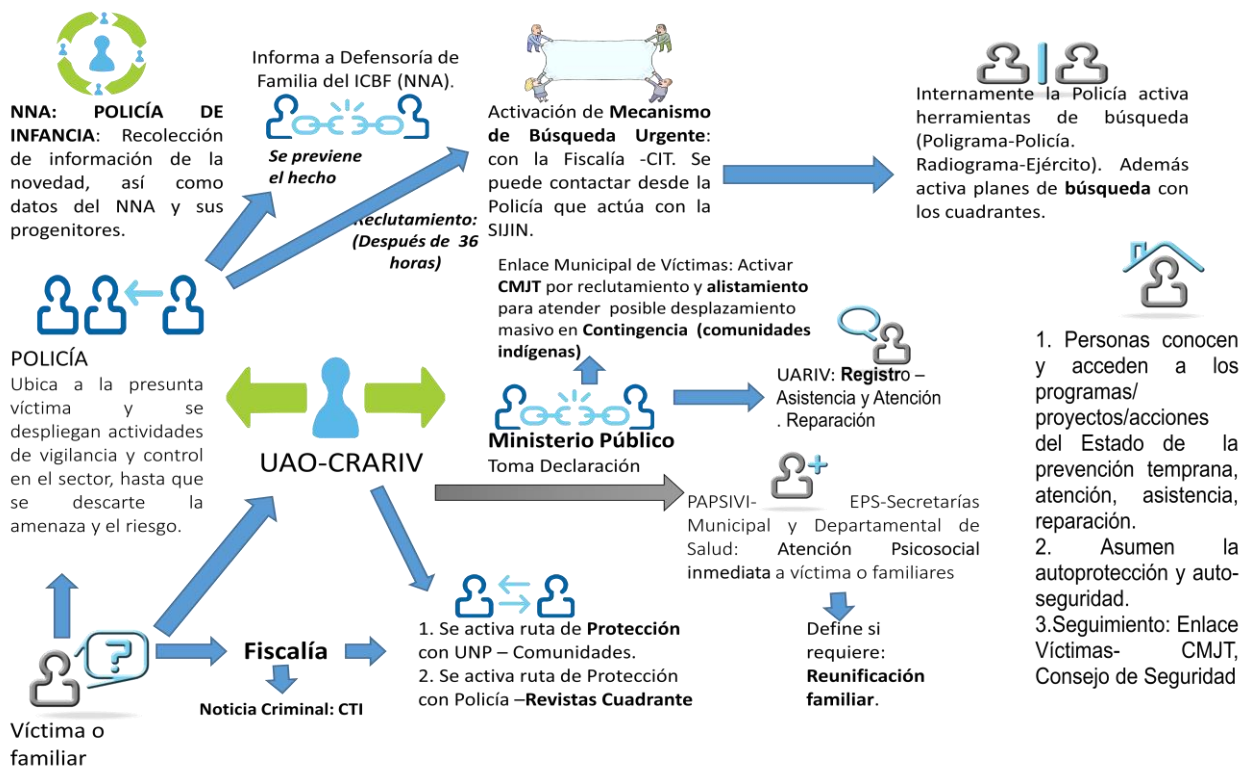 NNA: POLICÍA DE
INFANCIA: Recolección
de información de la
novedad, así como
datos del NNA y sus
progenitores.
Informa a Defensoría de
Familia del ICBF (NNA).
Se previene
el hecho
Reclutamiento:
(Después de 36
horas)
Activación de Mecanismo
de Búsqueda Urgente:
con la Fiscalía -CIT. Se
puede contactar desde la
Policía que actúa con la
SIJIN.
Internamente la Policía activa
herramientas de búsqueda
(Poligrama-Policía.
Radiograma-Ejército). Además
activa planes de búsqueda con
los cuadrantes.
POLICÍA
Ubica a la presunta
víctima y se
despliegan actividades
de vigilancia y control
en el sector, hasta que
se descarte la
amenaza y el riesgo.
UAO-CRARIV
Enlace Municipal de Víctimas: Activar
CMJT por reclutamiento y alistamiento
para atender posible desplazamiento
masivo en Contingencia (comunidades
indígenas)
Ministerio Público
Toma Declaración
UARIV: Registro –
Asistencia y Atención
. Reparación
PAPSIVI- EPS-Secretarías
Municipal y Departamental de
Salud: Atención Psicosocial
inmediata a víctima o familiares
Define si
requiere:
Reunificación
familiar.
1. Personas conocen
y acceden a los
programas/
proyectos/acciones
del Estado de la
prevención temprana,
atención, asistencia,
reparación.
2. Asumen la
autoprotección y auto-
seguridad.
3.Seguimiento: Enlace
Víctimas- CMJT,
Consejo de Seguridad
?
Víctima o
familiar
Fiscalía
Noticia Criminal: CTI
1. Se activa ruta de Protección
con UNP – Comunidades.
2. Se activa ruta de Protección
con Policía –Revistas Cuadrante